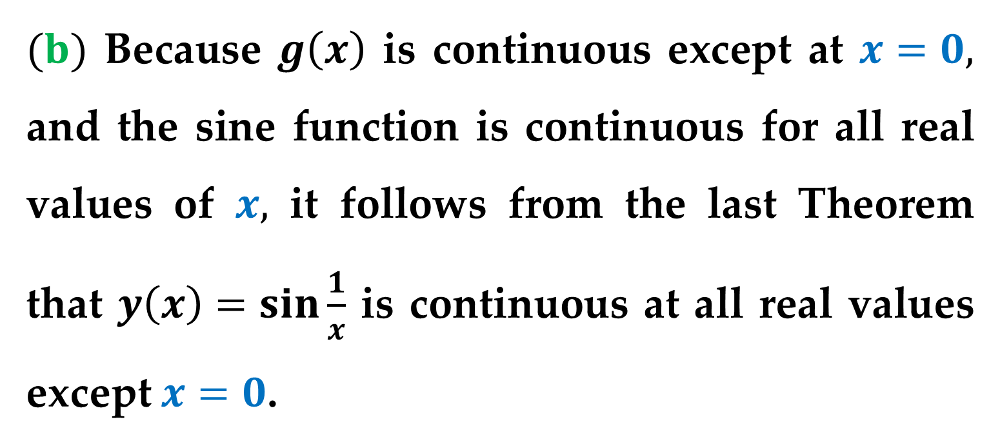 (b) Because g(x) is continuous except at x = 0,
and the sine function is continuous for all real
values of x, it follows from the last Theorem
that y(x) = sin 1/x is continuous at all real values
except x = 0.